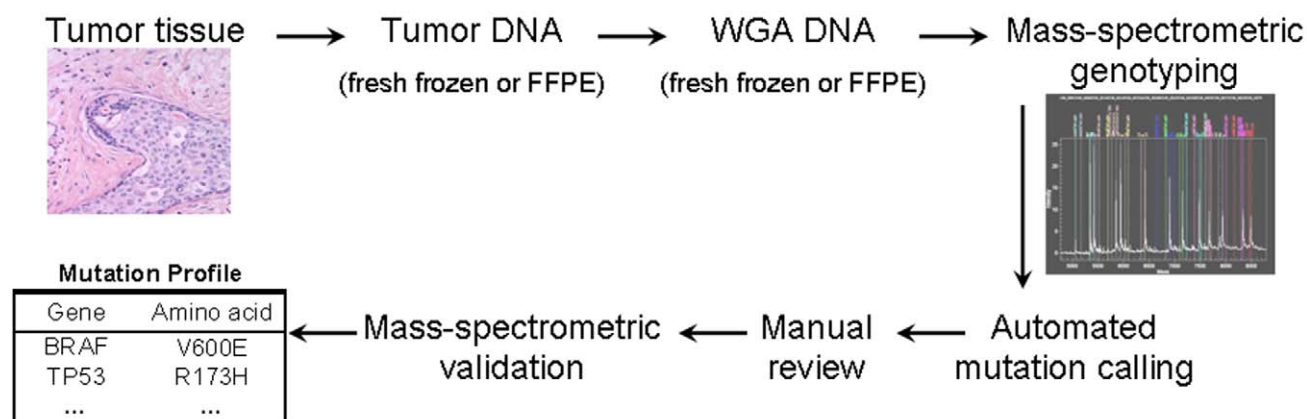 Tumor tissue
Tumor DNA
(fresh frozen or FFPE)
WGA DNA
(fresh frozen or FFPE)
Mass-spectrometric
genotyping
Automated
mutation calling
Manual
review
Mass-spectrometric
validation
Mutation Profile
Gene Amino acid
BRAF V600E
TP53 R173H
... ...